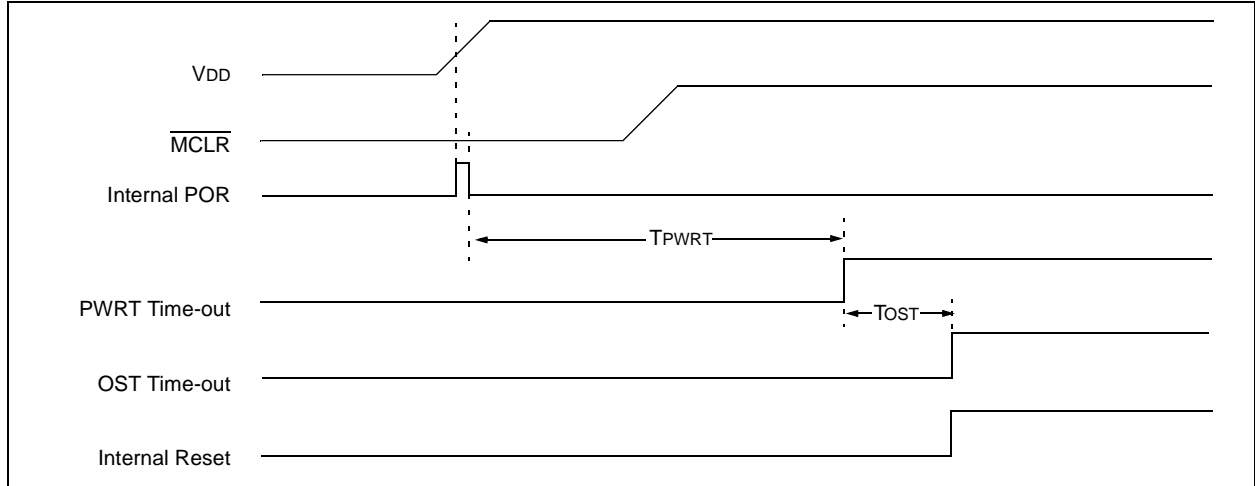 VDD
MCLR
Internal POR
TPWRT
PWRT Time-out
TOST
OST Time-out
Internal Reset